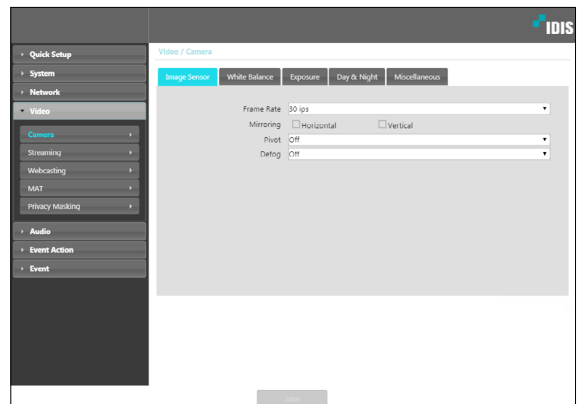 IDIS
Quick Setup
System
Network
Video
Camera
Streaming
Webcasting
MAT
Privacy Masking
Audio
Event Action
Event
Video / Camera
Image Sensor White Balance Exposure Day & Night Miscellaneous
Frame Rate 30 ips
Mirroring Horizontal Vertical
Pivot Off
Defog Off
Save